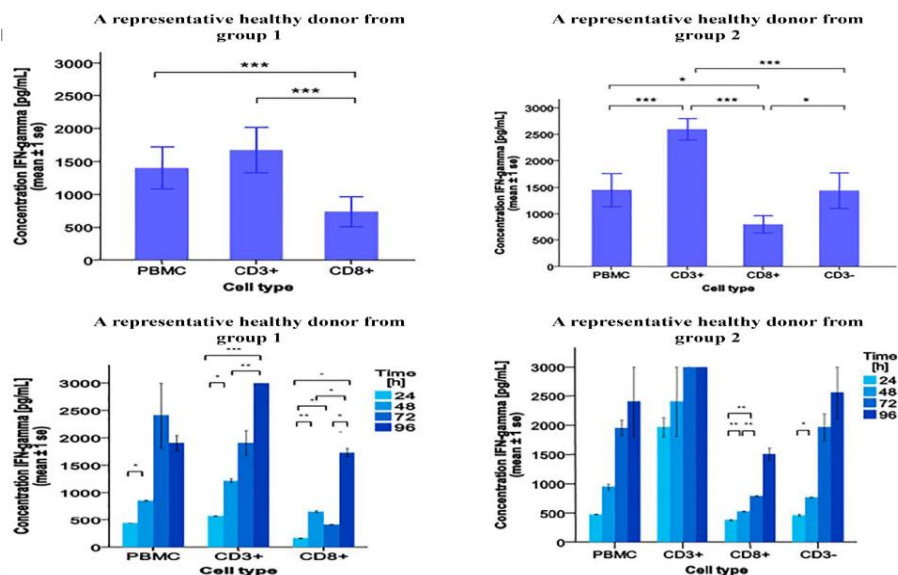 A representative healthy donor from
group 1
Concentration IFN-gamma [pg/mL]
(mean ± 1 se)
3000
2500
2000
1500
1000
500
0
***
***
PBMC CD3+ CD8+
Cell type
A representative healthy donor from
group 2
Concentration IFN-gamma [pg/mL]
(mean ± 1 se)
3000
2500
2000
1500
1000
500
0
***
*
*** *** *
PBMC CD3+ CD8+ CD3-
Cell type
A representative healthy donor from
group 1
Concentration IFN-gamma [pg/mL]
(mean ± 1 se)
3000
2500
2000
1500
1000
500
0
*
***
* **
* *
** *
PBMC CD3+ CD8+
Cell type
Time
[h]
24
48
72
96
A representative healthy donor from
group 2
Concentration IFN-gamma [pg/mL]
(mean ± 1 se)
3000
2500
2000
1500
1000
500
0
**
** **
*
PBMC CD3+ CD8+ CD3-
Cell type
Time
[h]
24
48
72
96